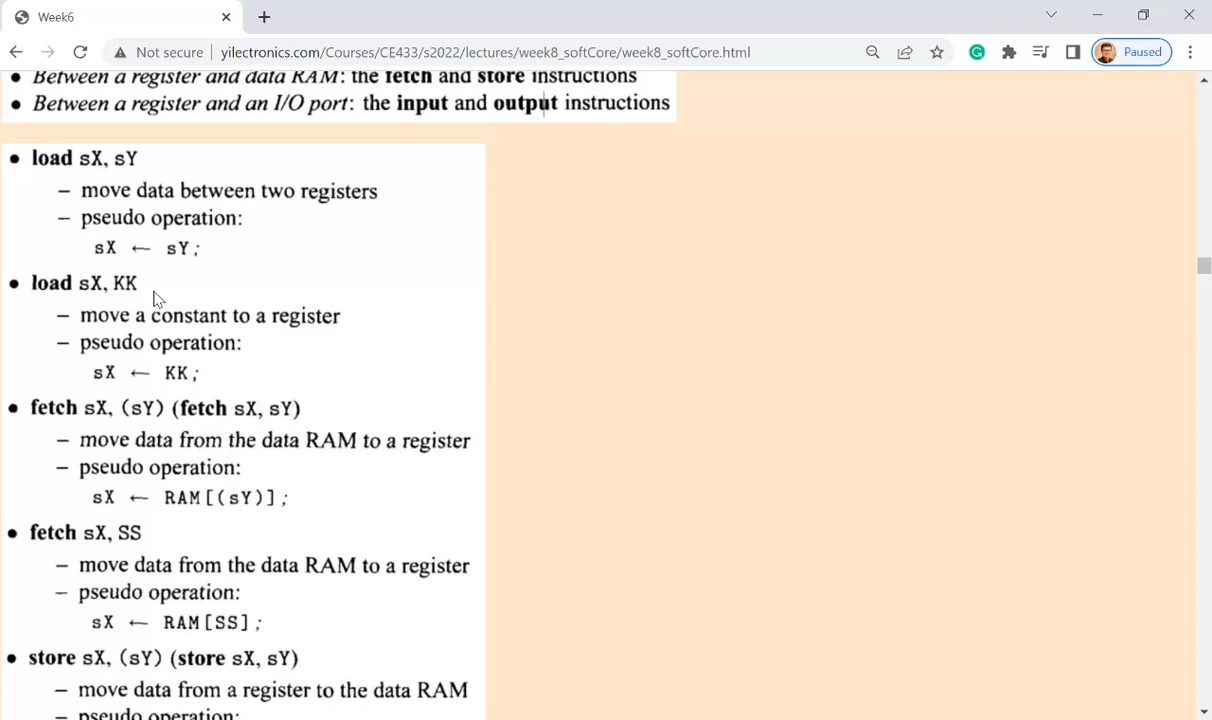 Week6
Not secure
yilectronics.com/Courses/CE433/s2022/lectures/week8_softCore/week8_softCore.html
Paused
• Between a register and data RAM: the fetch and store instructions
• Between a register and an I/O port: the input and output instructions
• load sX, sY
– move data between two registers
– pseudo operation:
sX ← sY;
• load sX, KK
– move a constant to a register
– pseudo operation:
sX ← KK;
• fetch sX, (sY) (fetch sX, sY)
– move data from the data RAM to a register
– pseudo operation:
sX ← RAM[(sY)];
• fetch sX, SS
– move data from the data RAM to a register
– pseudo operation:
sX ← RAM[SS];
• store sX, (sY) (store sX, sY)
– move data from a register to the data RAM
– pseudo operation: